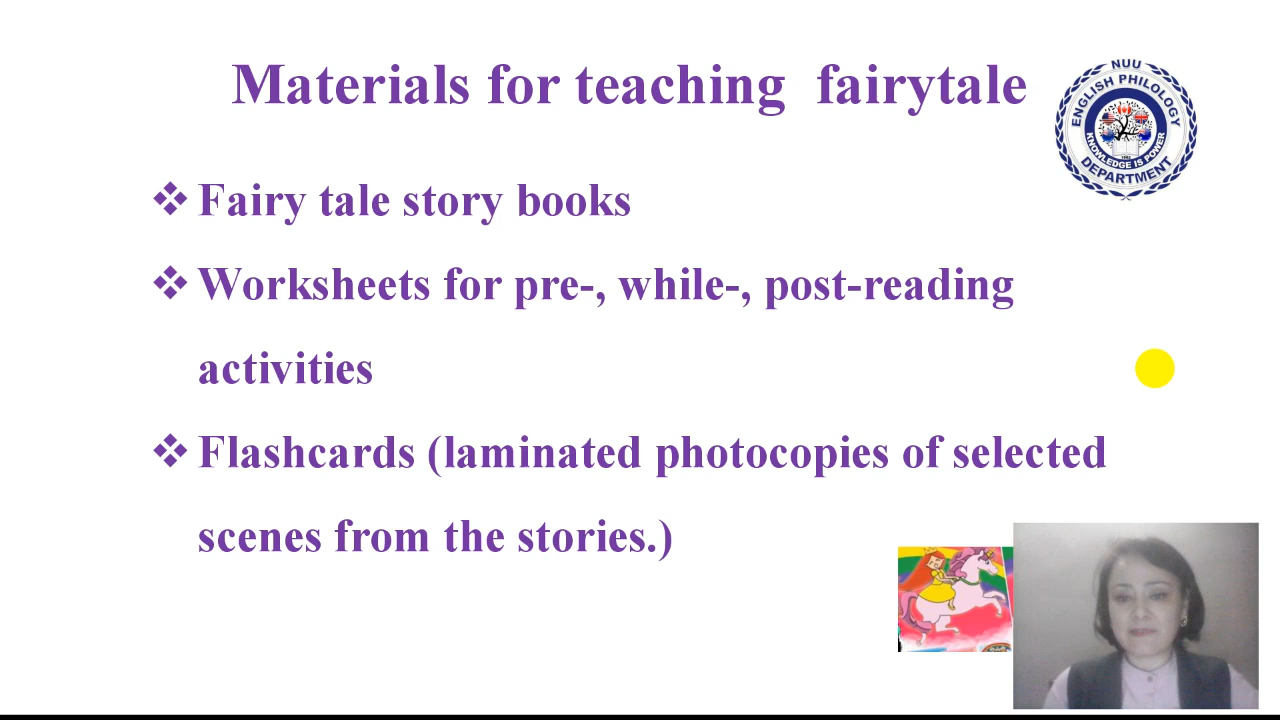 Materials for teaching fairytale
NUU
ENGLISH PHILOLOGY
KNOWLEDGE IS POWER
DEPARTMENT
Fairy tale story books
Worksheets for pre-, while-, post-reading
activities
Flashcards (laminated photocopies of selected
scenes from the stories.)